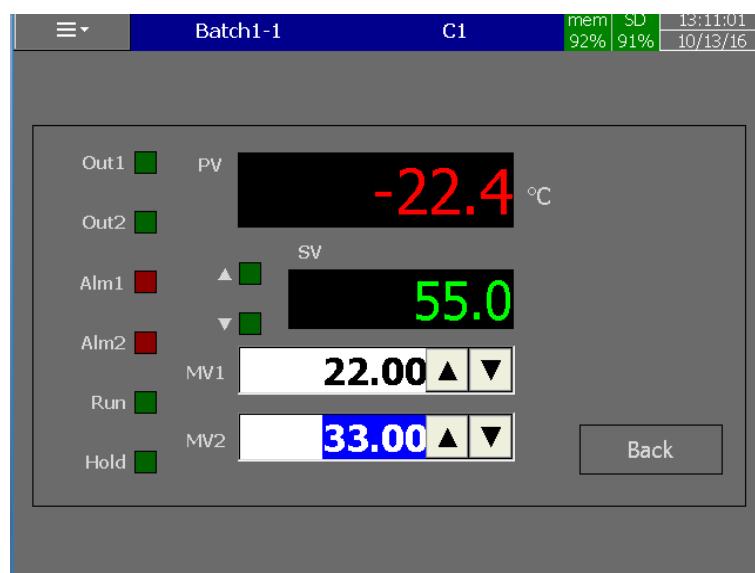 Batch1-1 C1 mem SD 13:11:01
92% 91% 10/13/16
Out1 PV -22.4 °C
Out2
SV
Alm1 55.0
Alm2
MV1 22.00
Run
MV2 33.00 Back
Hold